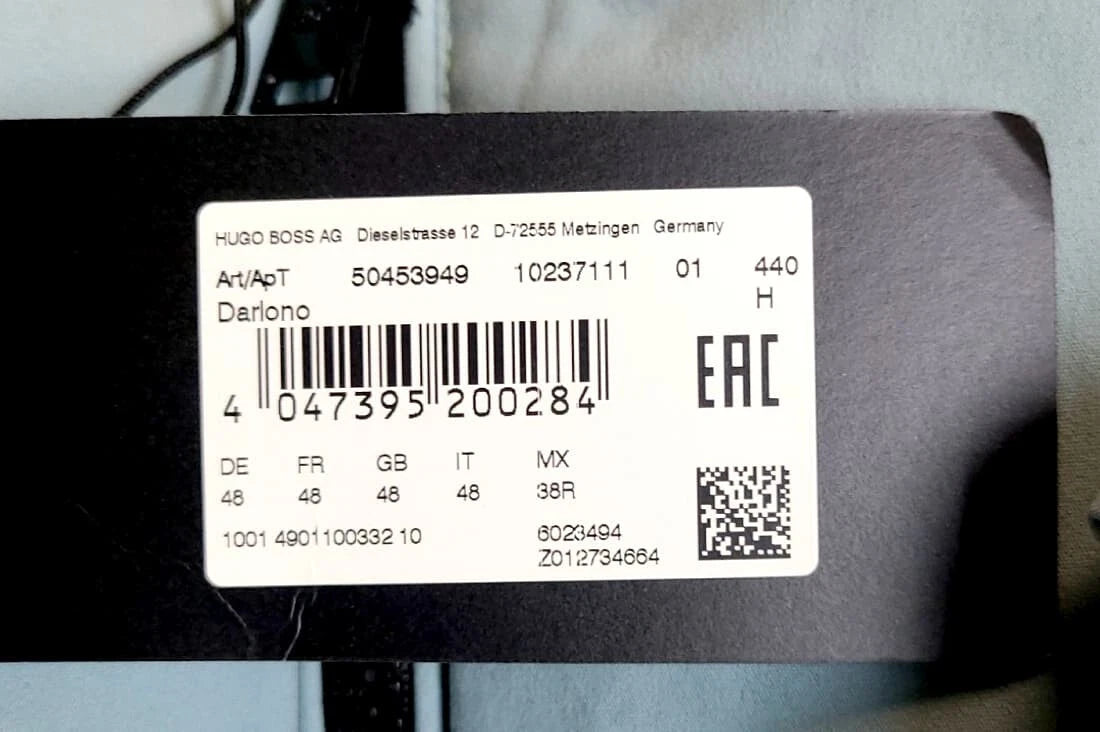 HUGO BOSS AG Dieselstrasse 12 D-72555 Metzingen Germany
Art/ApT 50453949 10237111 01 440
Darlono H
4 047395 200284
EAC
DE FR GB IT MX
48 48 48 48 38R
1001 4901100332 10 6023494
Z012734664